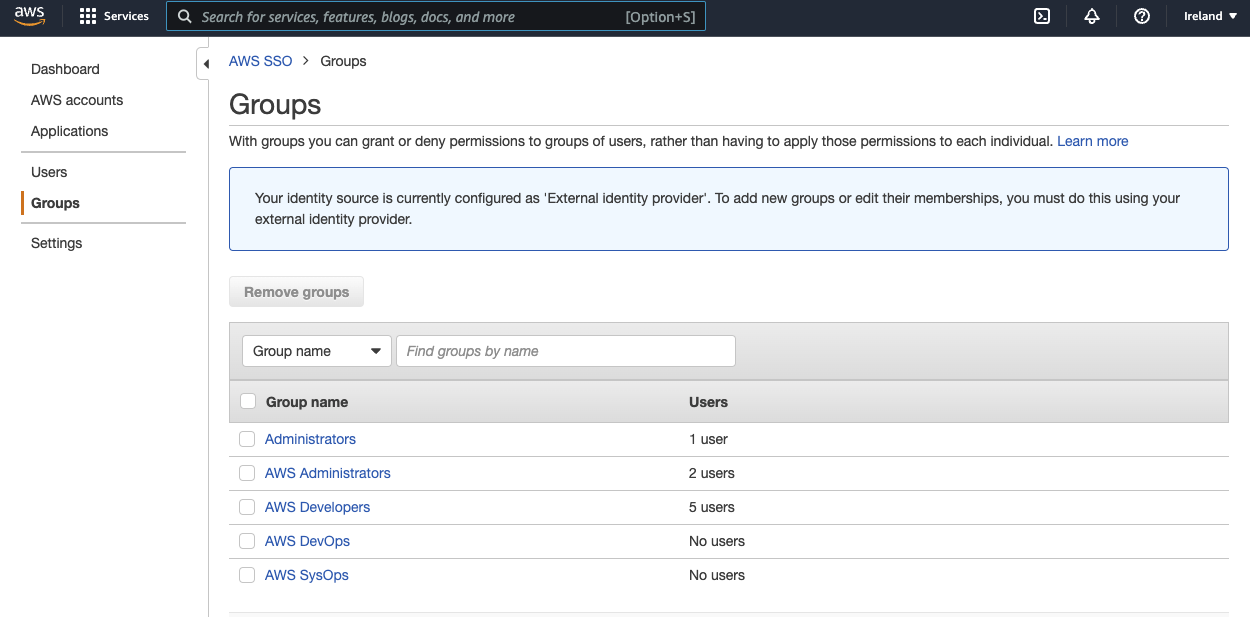 aws Services Search for services, features, blogs, docs, and more [Option+S] Ireland
Dashboard
AWS accounts
Applications
Users
Groups
Settings
AWS SSO > Groups
Groups
With groups you can grant or deny permissions to groups of users, rather than having to apply those permissions to each individual. Learn more
Your identity source is currently configured as 'External identity provider'. To add new groups or edit their memberships, you must do this using your
external identity provider.
Remove groups
Group name Find groups by name
Group name Users
Administrators 1 user
AWS Administrators 2 users
AWS Developers 5 users
AWS DevOps No users
AWS SysOps No users